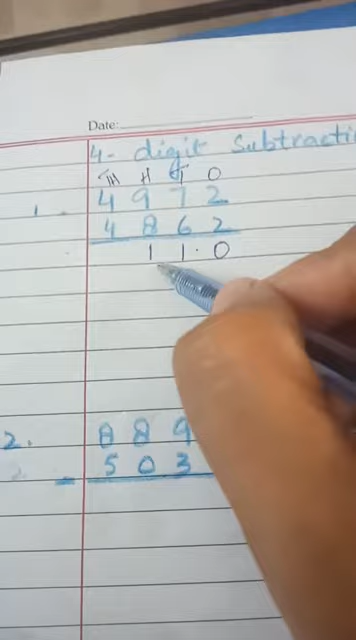 Date:
4- digit Subtracti
TH H T O
1. 4 9 7 2
4 8 6 2
1 1 0
2. 8 8 9
- 5 0 3